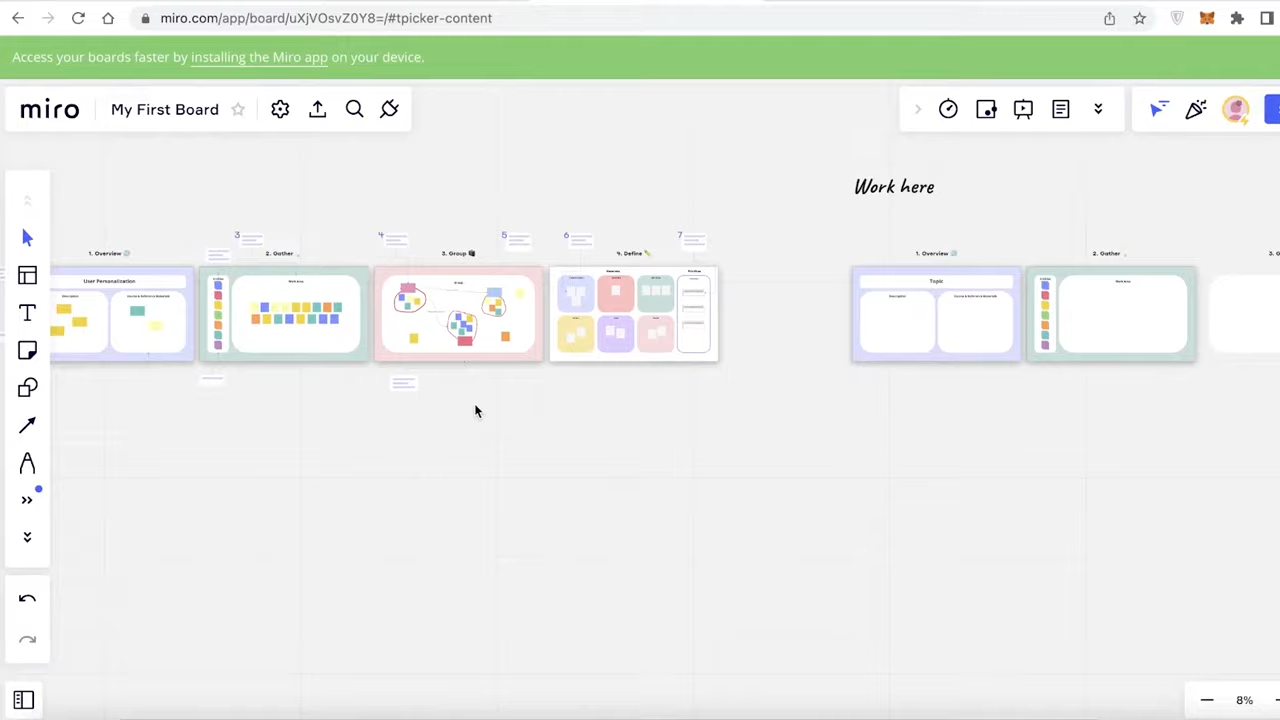 miro.com/app/board/uXjVOsvZ0Y8=/#tpicker-content
Access your boards faster by installing the Miro app on your device.
miro
My First Board
Work here
3
4
5
6
7
1. Overview
2. Gather
3. Group
4. Define
1. Overview
2. Gather
User Personalization
Topic
8%